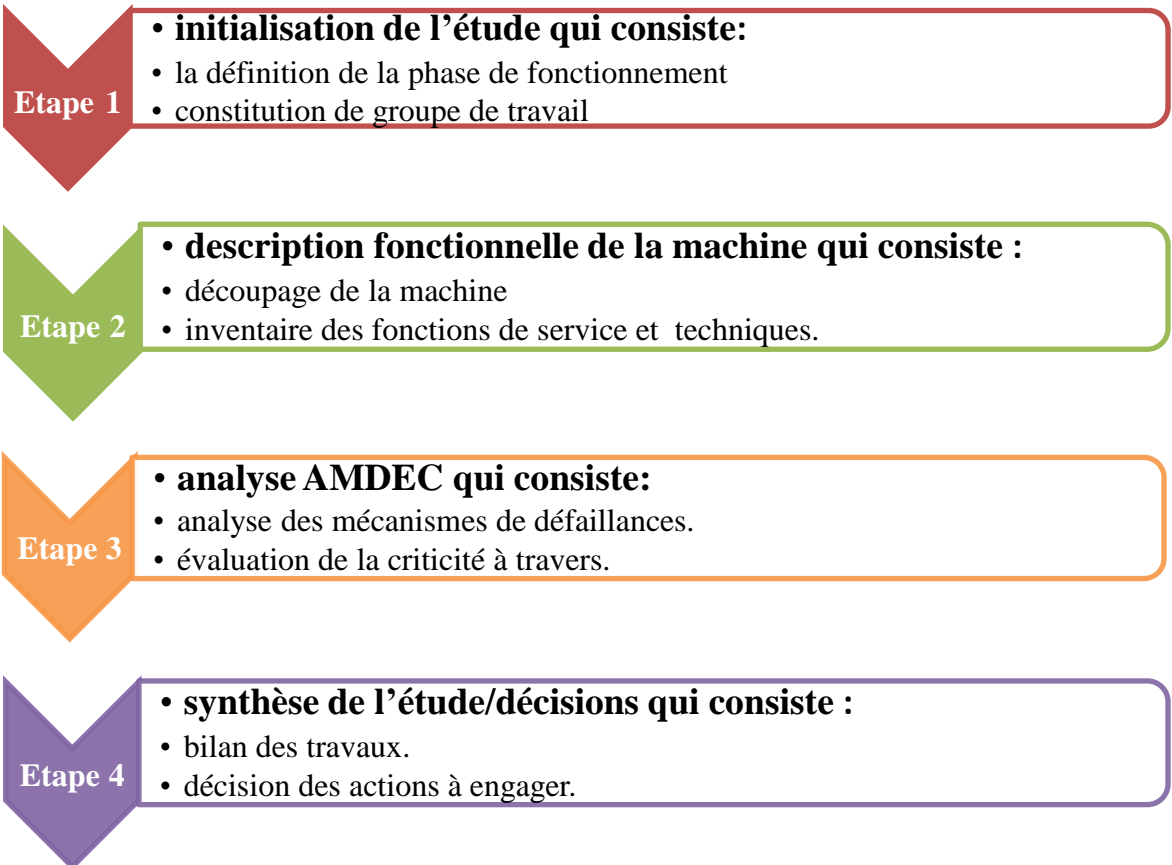 Etape 1
• initialisation de l’étude qui consiste:
• la définition de la phase de fonctionnement
• constitution de groupe de travail
Etape 2
• description fonctionnelle de la machine qui consiste :
• découpage de la machine
• inventaire des fonctions de service et techniques.
Etape 3
• analyse AMDEC qui consiste:
• analyse des mécanismes de défaillances.
• évaluation de la criticité à travers.
Etape 4
• synthèse de l’étude/décisions qui consiste :
• bilan des travaux.
• décision des actions à engager.